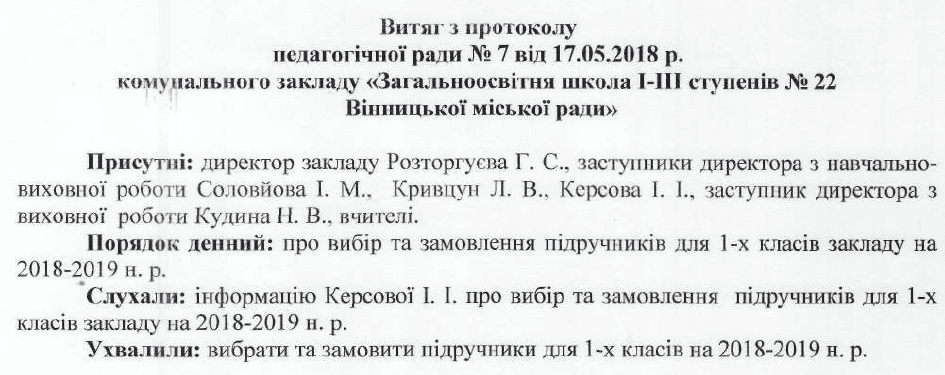 Витяг з протоколу
педагогічної ради № 7 від 17.05.2018 р.
комунального закладу «Загальноосвітня школа І-ІІІ ступенів № 22
Вінницької міської ради»
Присутні: директор закладу Розторгуєва Г. С., заступники директора з навчально-
виховної роботи Соловйова І. М., Кривцун Л. В., Керсова І. І., заступник директора з
виховної роботи Кудина Н. В., вчителі.
Порядок денний: про вибір та замовлення підручників для 1-х класів закладу на
2018-2019 н. р.
Слухали: інформацію Керсової І. І. про вибір та замовлення підручників для 1-х
класів закладу на 2018-2019 н. р.
Ухвалили: вибрати та замовити підручники для 1-х класів на 2018-2019 н. р.